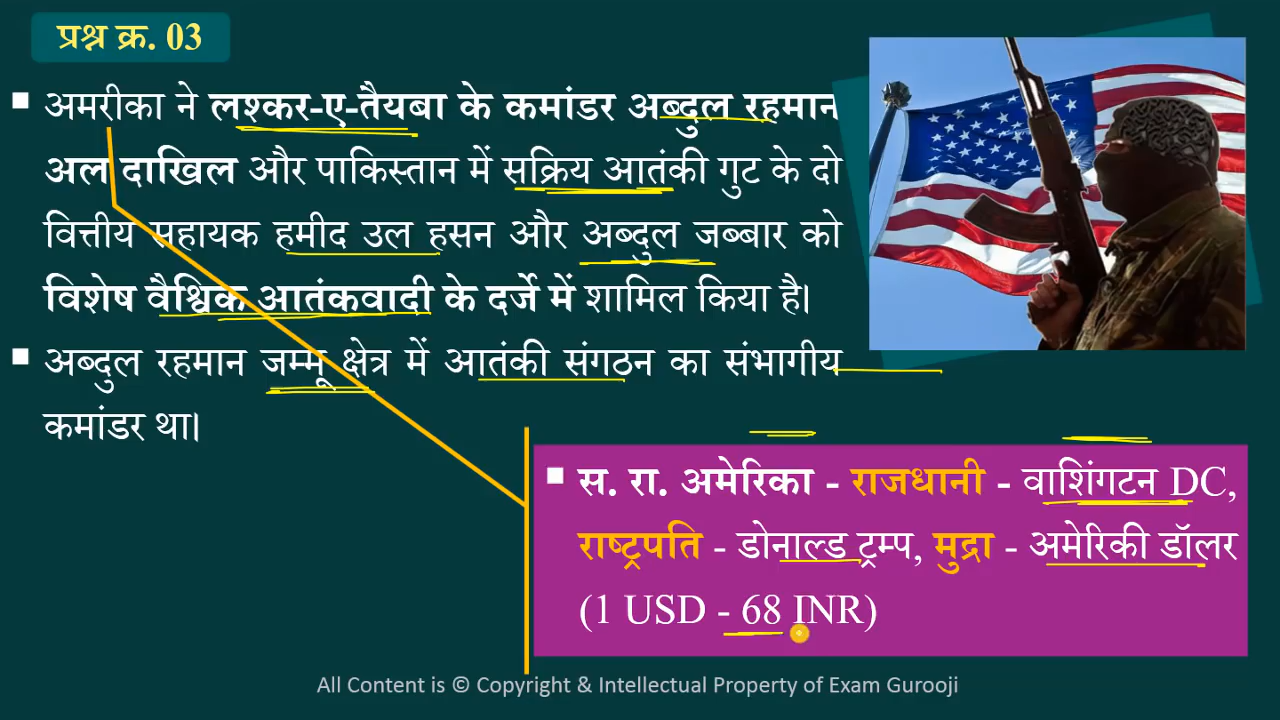 प्रश्न क्र. 03
▪ अमरीका ने लश्कर-ए-तैयबा के कमांडर अब्दुल रहमान
अल दाखिल और पाकिस्तान में सक्रिय आतंकी गुट के दो
वित्तीय सहायक हमीद उल हसन और अब्दुल जब्बार को
विशेष वैश्विक आतंकवादी के दर्जे में शामिल किया है।
▪ अब्दुल रहमान जम्मू क्षेत्र में आतंकी संगठन का संभागीय
कमांडर था।
▪ स. रा. अमेरिका - राजधानी - वाशिंगटन DC,
राष्ट्रपति - डोनाल्ड ट्रम्प, मुद्रा - अमेरिकी डॉलर
(1 USD - 68 INR)
All Content is © Copyright & Intellectual Property of Exam Gurooji